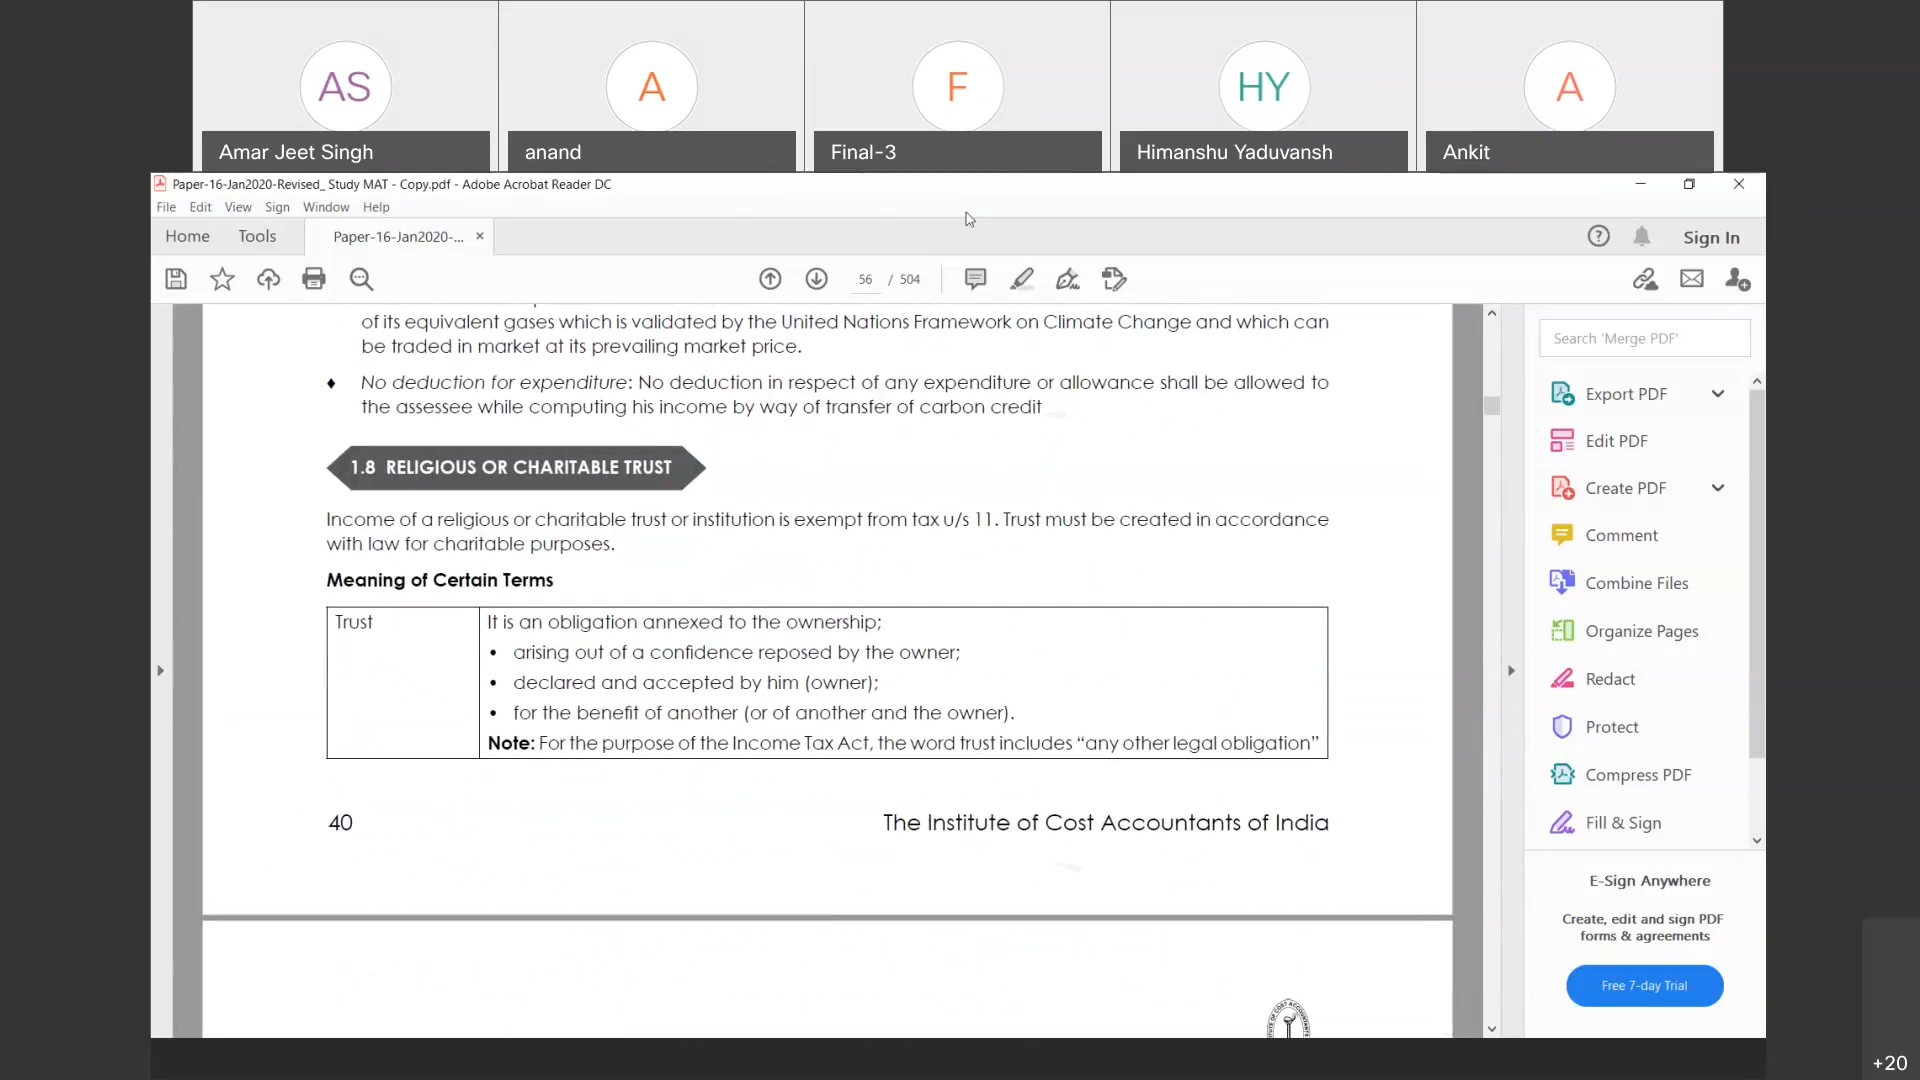 AS
A
F
HY
A
Amar Jeet Singh
anand
Final-3
Himanshu Yaduvansh
Ankit
Paper-16-Jan2020-Revised_ Study MAT - Copy.pdf - Adobe Acrobat Reader DC
File Edit View Sign Window Help
Home Tools Paper-16-Jan2020-... × Sign In
56 / 504
of its equivalent gases which is validated by the United Nations Framework on Climate Change and which can
be traded in market at its prevailing market price.
♦ No deduction for expenditure: No deduction in respect of any expenditure or allowance shall be allowed to
the assessee while computing his income by way of transfer of carbon credit
1.8 RELIGIOUS OR CHARITABLE TRUST
Income of a religious or charitable trust or institution is exempt from tax u/s 11. Trust must be created in accordance
with law for charitable purposes.
Meaning of Certain Terms
Trust
It is an obligation annexed to the ownership;
• arising out of a confidence reposed by the owner;
• declared and accepted by him (owner);
• for the benefit of another (or of another and the owner).
Note: For the purpose of the Income Tax Act, the word trust includes “any other legal obligation”
40
The Institute of Cost Accountants of India
Search 'Merge PDF'
Export PDF
Edit PDF
Create PDF
Comment
Combine Files
Organize Pages
Redact
Protect
Compress PDF
Fill & Sign
E-Sign Anywhere
Create, edit and sign PDF
forms & agreements
Free 7-day Trial
+20